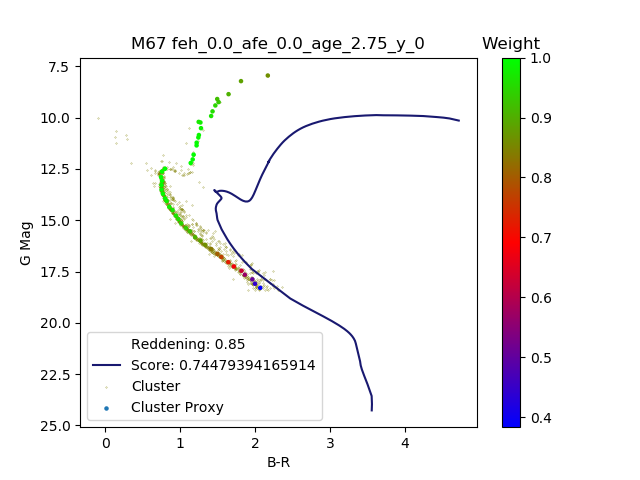 M67 feh_0.0_afe_0.0_age_2.75_y_0
Weight
7.5
10.0
12.5
15.0
17.5
20.0
22.5
25.0
G Mag
0
1
2
3
4
B-R
Reddening: 0.85
Score: 0.74479394165914
Cluster
Cluster Proxy
1.0
0.9
0.8
0.7
0.6
0.5
0.4